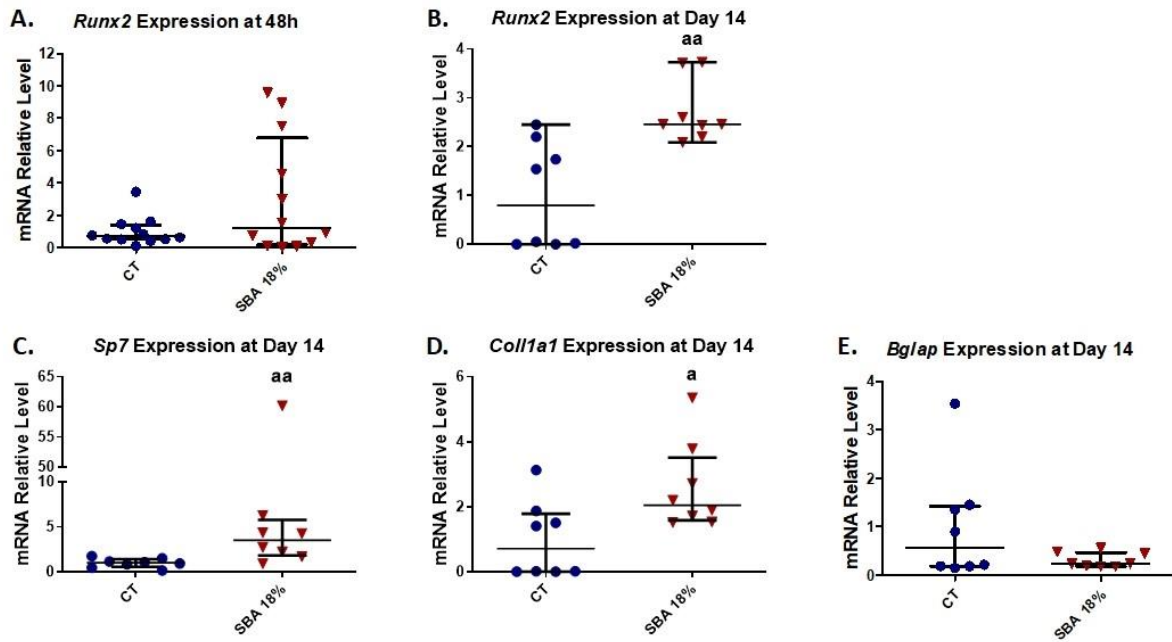 A.
Runx2 Expression at 48h
mRNA Relative Level
12
10
8
6
4
2
0
CT
SBA 18%
B.
Runx2 Expression at Day 14
aa
mRNA Relative Level
4
3
2
1
0
CT
SBA 18%
C.
Sp7 Expression at Day 14
aa
mRNA Relative Level
65
60
55
50
10
5
0
CT
SBA 18%
D.
Coll1a1 Expression at Day 14
a
mRNA Relative Level
6
4
2
0
CT
SBA 18%
E.
Bglap Expression at Day 14
mRNA Relative Level
4
3
2
1
0
CT
SBA 18%